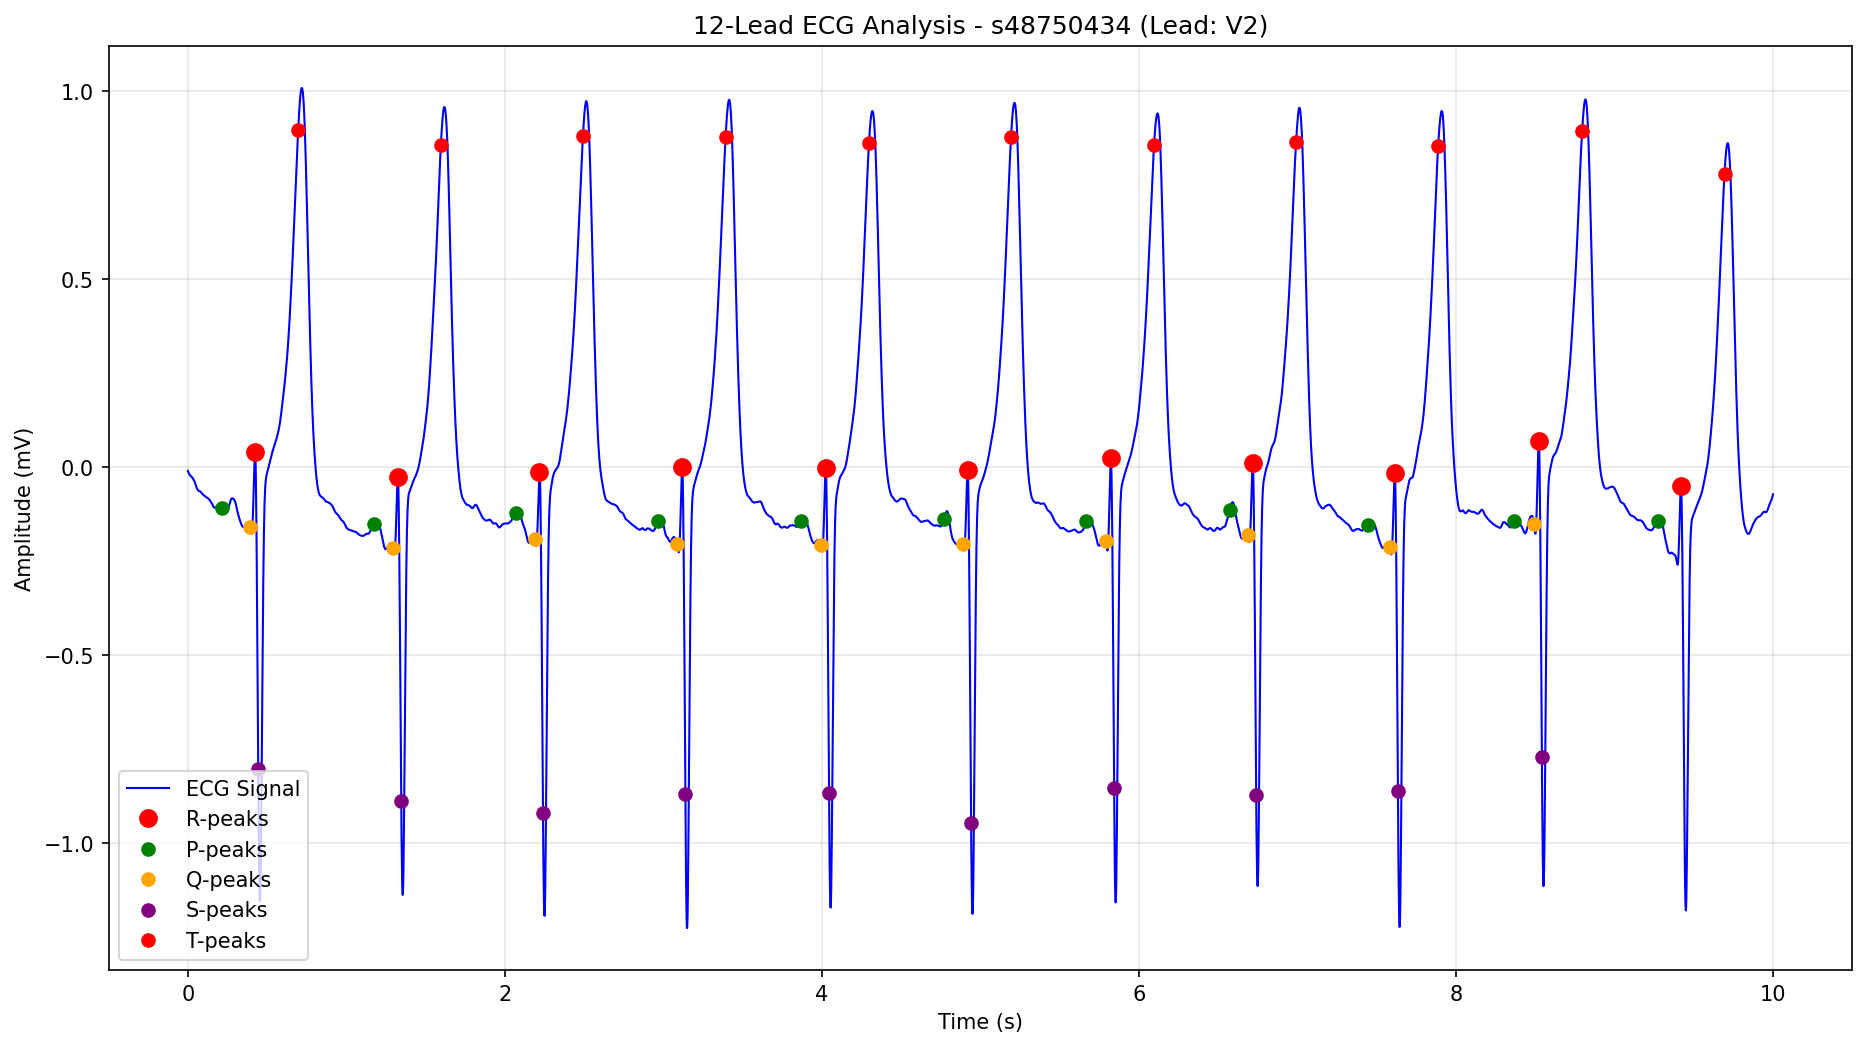 12-Lead ECG Analysis - s48750434 (Lead: V2)
Amplitude (mV)
1.0
0.5
0.0
−0.5
−1.0
ECG Signal
R-peaks
P-peaks
Q-peaks
S-peaks
T-peaks
0 2 4 6 8 10
Time (s)